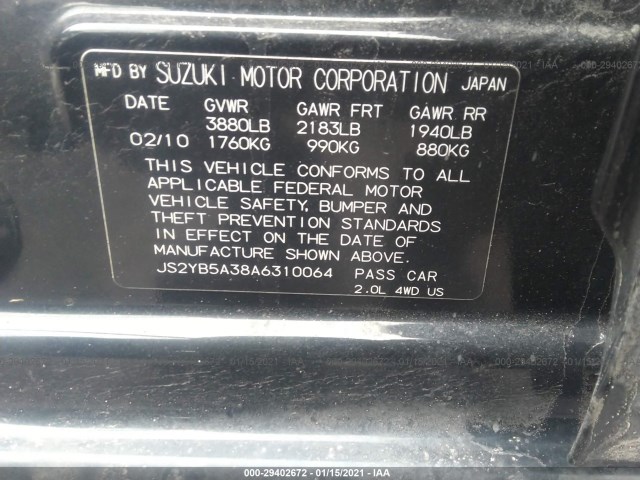 MFD BY SUZUKI MOTOR CORPORATION JAPAN
DATE GVWR GAWR FRT GAWR RR
3880LB 2183LB 1940LB
02/10 1760KG 990KG 880KG
THIS VEHICLE CONFORMS TO ALL
APPLICABLE FEDERAL MOTOR
VEHICLE SAFETY, BUMPER AND
THEFT PREVENTION STANDARDS
IN EFFECT ON THE DATE OF
MANUFACTURE SHOWN ABOVE.
JS2YB5A38A6310064 PASS CAR
2.0L 4WD US
000-29402672 - 01/15/2021 - IAA